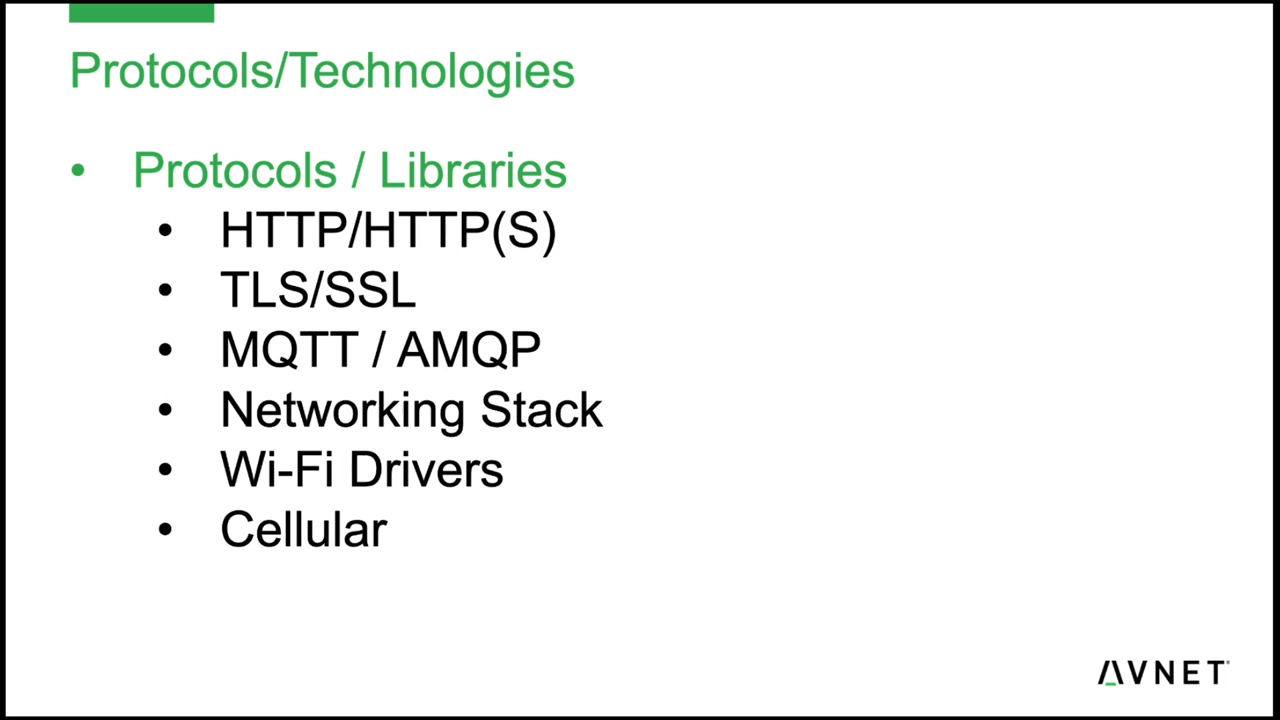 Protocols/Technologies
• Protocols / Libraries
• HTTP/HTTP(S)
• TLS/SSL
• MQTT / AMQP
• Networking Stack
• Wi-Fi Drivers
• Cellular
AVNET